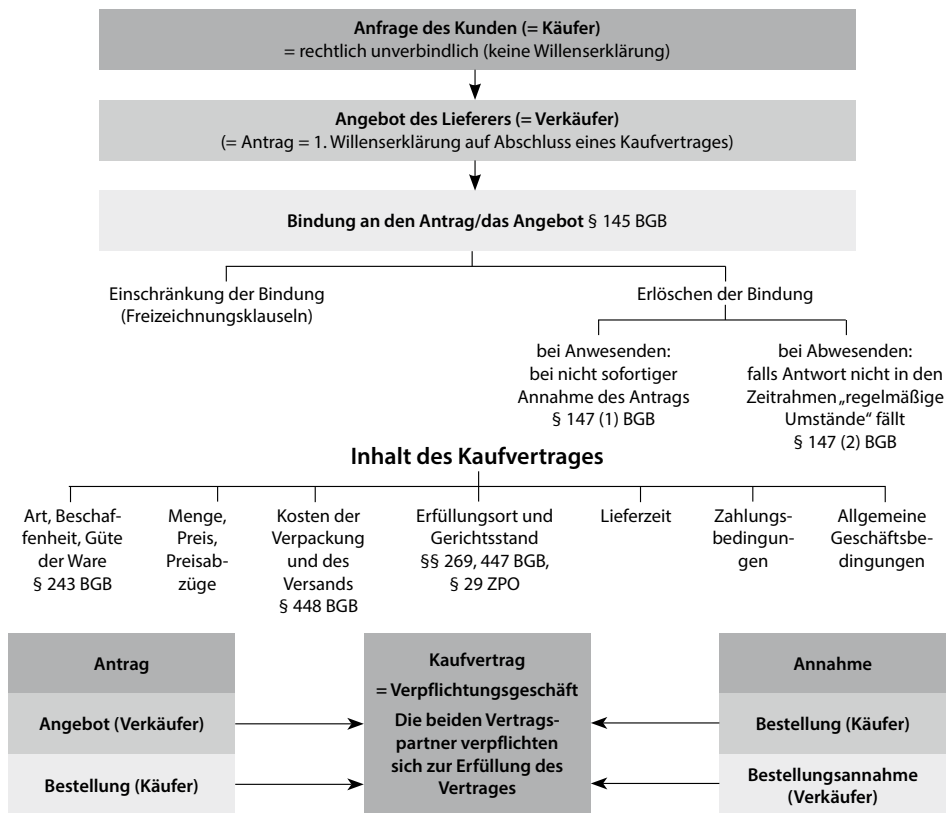 Anfrage des Kunden (= Käufer)
= rechtlich unverbindlich (keine Willenserklärung)
Angebot des Lieferers (= Verkäufer)
(= Antrag = 1. Willenserklärung auf Abschluss eines Kaufvertrages)
Bindung an den Antrag/das Angebot § 145 BGB
Einschränkung der Bindung
(Freizeichnungsklauseln)
Erlöschen der Bindung
bei Anwesenden:
bei nicht sofortiger
Annahme des Antrags
§ 147 (1) BGB
bei Abwesenden:
falls Antwort nicht in den
Zeitrahmen „regelmäßige
Umstände“ fällt
§ 147 (2) BGB
Inhalt des Kaufvertrages
Art, Beschaf-
fenheit, Güte
der Ware
§ 243 BGB
Menge,
Preis,
Preisab-
züge
Kosten der
Verpackung
und des
Versands
§ 448 BGB
Erfüllungsort und
Gerichtsstand
§§ 269, 447 BGB,
§ 29 ZPO
Lieferzeit
Zahlungs-
bedingun-
gen
Allgemeine
Geschäftsbe-
dingungen
Antrag
Angebot (Verkäufer)
Bestellung (Käufer)
Kaufvertrag
= Verpflichtungsgeschäft
Die beiden Vertrags-
partner verpflichten
sich zur Erfüllung des
Vertrages
Annahme
Bestellung (Käufer)
Bestellungsannahme
(Verkäufer)